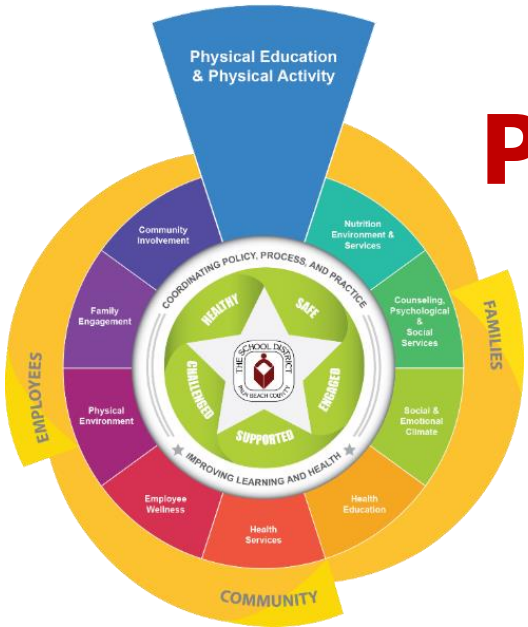 Physical Education
& Physical Activity
P
Nutrition
Environment &
Services
Counseling,
Psychological
&
Social
Services
Social &
Emotional
Climate
Health
Education
Health
Services
Employee
Wellness
Physical
Environment
Family
Engagement
Community
Involvement
COORDINATING POLICY, PROCESS, AND PRACTICE
IMPROVING LEARNING AND HEALTH
HEALTHY
SAFE
ENGAGED
SUPPORTED
CHALLENGED
THE SCHOOL DISTRICT
PALM BEACH COUNTY
FAMILIES
COMMUNITY
EMPLOYEES